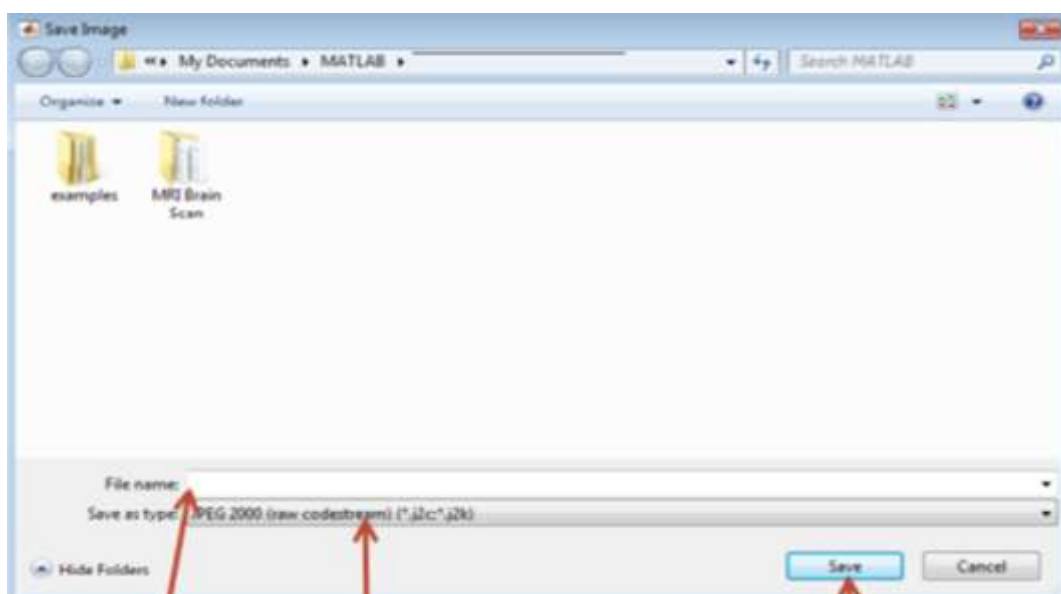 Save Image
« ▸ My Documents ▸ MATLAB ▸
Search MATLAB
Organize ▾ New folder
examples
MRI Brain
Scan
File name:
Save as type: JPEG 2000 (raw codestream) (*.j2c;*.j2k)
Hide Folders
Save
Cancel